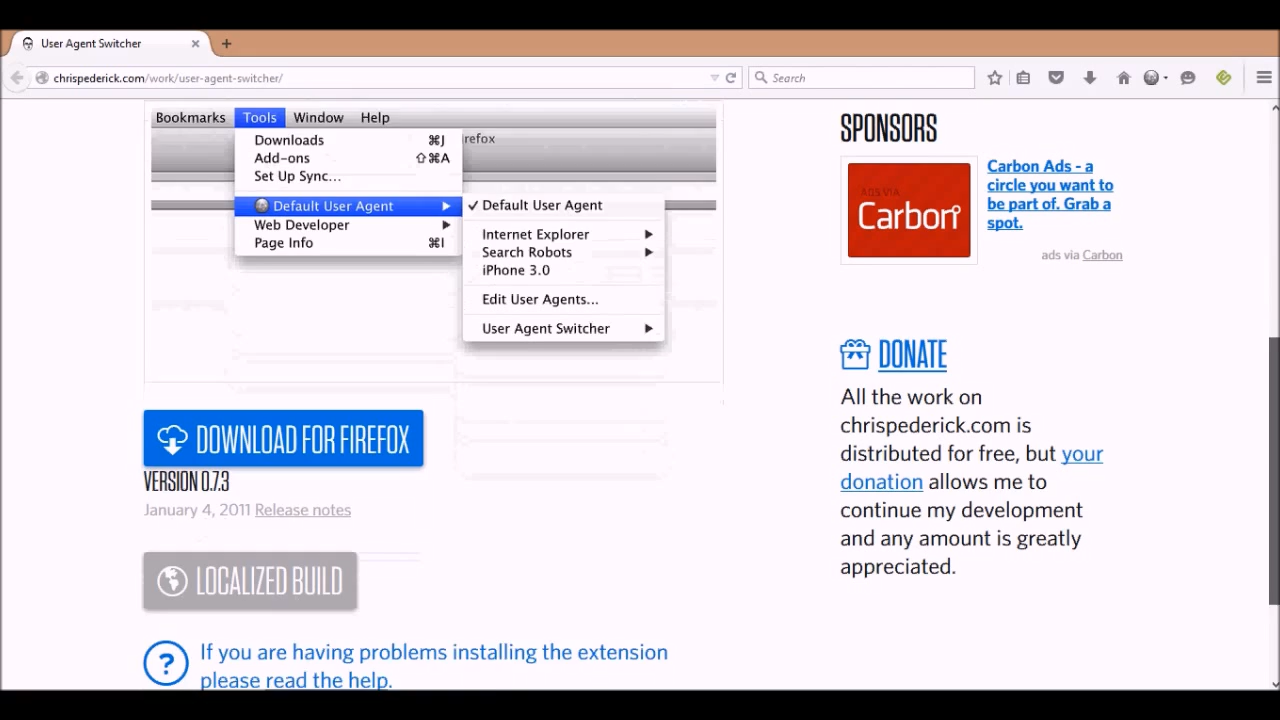 User Agent Switcher
chrispederick.com/work/user-agent-switcher/
Search
Bookmarks Tools Window Help
Downloads ⌘J
Add-ons ⇧⌘A
Set Up Sync...
Default User Agent
Web Developer
Page Info ⌘I
refox
Default User Agent
Internet Explorer
Search Robots
iPhone 3.0
Edit User Agents...
User Agent Switcher
DOWNLOAD FOR FIREFOX
VERSION 0.7.3
January 4, 2011 Release notes
LOCALIZED BUILD
If you are having problems installing the extension
please read the help.
SPONSORS
ADS VIA
Carbon
Carbon Ads - a
circle you want to
be part of. Grab a
spot.
ads via Carbon
DONATE
All the work on
chrispederick.com is
distributed for free, but your
donation allows me to
continue my development
and any amount is greatly
appreciated.